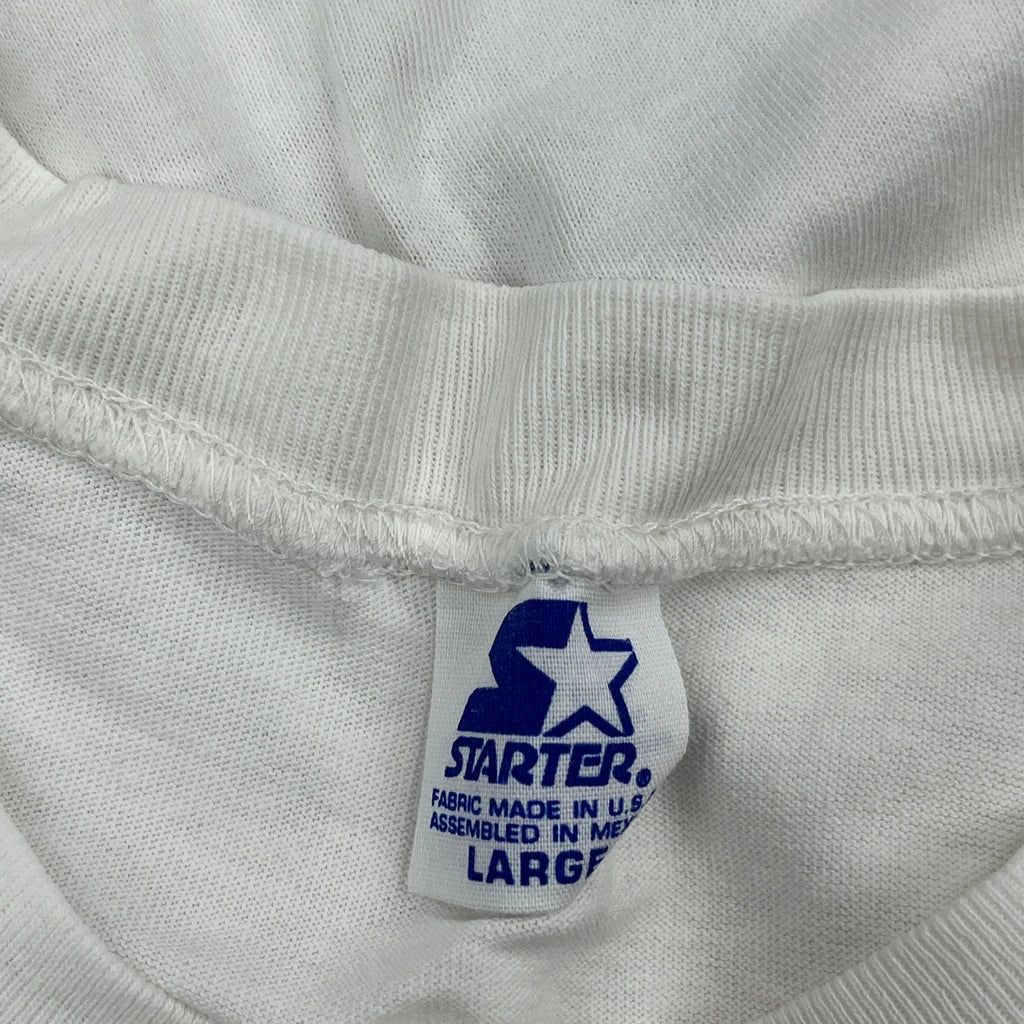 STARTER®
FABRIC MADE IN U.S.
ASSEMBLED IN MEX
LARGE